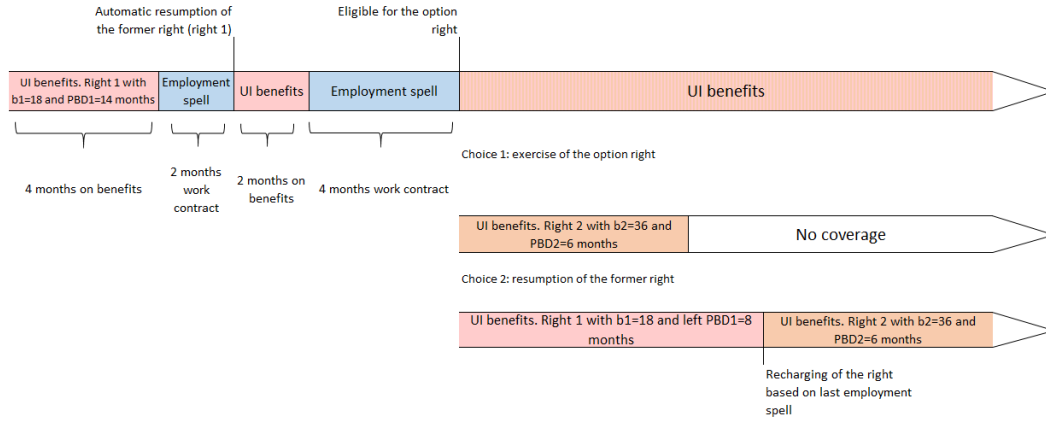 Automatic resumption of
the former right (right 1)
Eligible for the option
right
UI benefits. Right 1 with
b1=18 and PBD1=14 months
Employment
spell
UI benefits
Employment spell
UI benefits
4 months on benefits
2 months
work
contract
2 months on
benefits
4 months work contract
Choice 1: exercise of the option right
UI benefits. Right 2 with b2=36 and
PBD2=6 months
No coverage
Choice 2: resumption of the former right
UI benefits. Right 1 with b1=18 and left PBD1=8
months
UI benefits. Right 2 with b2=36 and
PBD2=6 months
Recharging of the right
based on last employment
spell